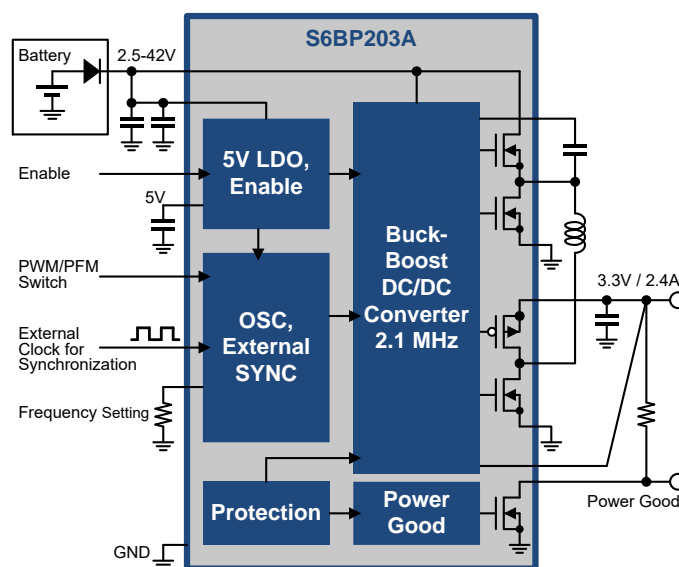 S6BP203A
Battery
2.5-42V
5V LDO,
Enable
Enable
5V
PWM/PFM
Switch
External
Clock for
Synchronization
OSC,
External
SYNC
Frequency Setting
Buck-
Boost
DC/DC
Converter
2.1 MHz
3.3V / 2.4A
Protection
Power
Good
Power Good
GND